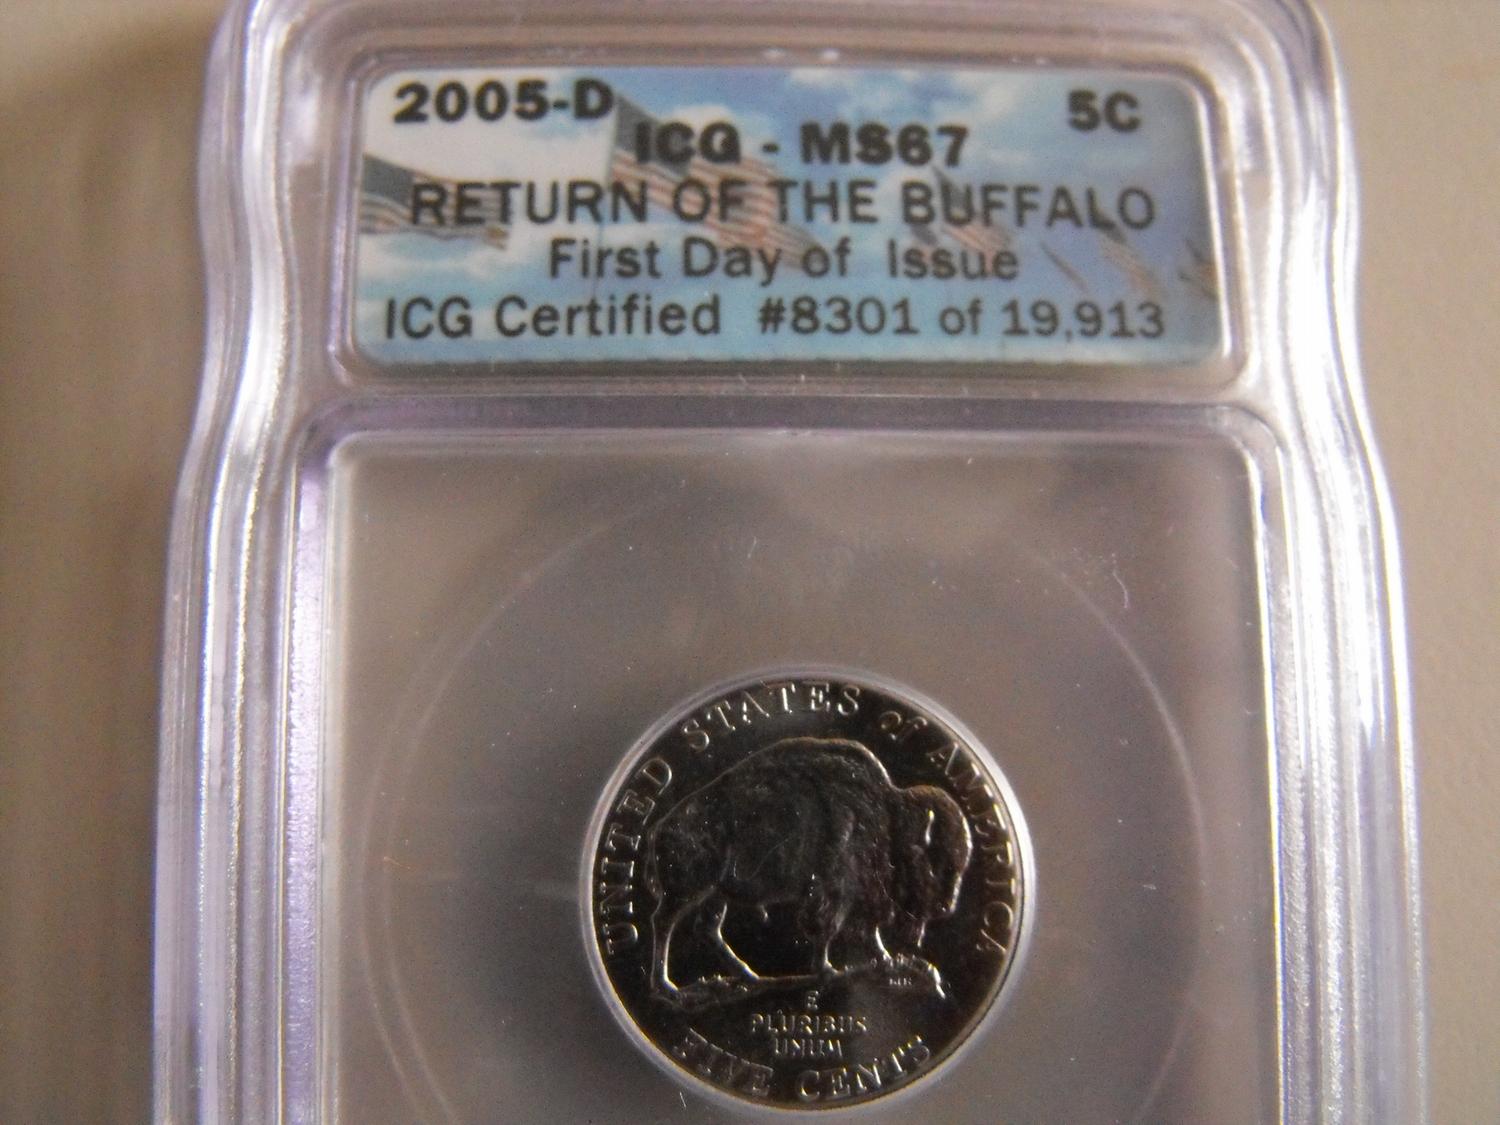 2005-D
5C
ICG - MS67
RETURN OF THE BUFFALO
First Day of Issue
ICG Certified #8301 of 19,913
UNITED STATES of AMERICA
E
PLURIBUS
UNUM
FIVE CENTS